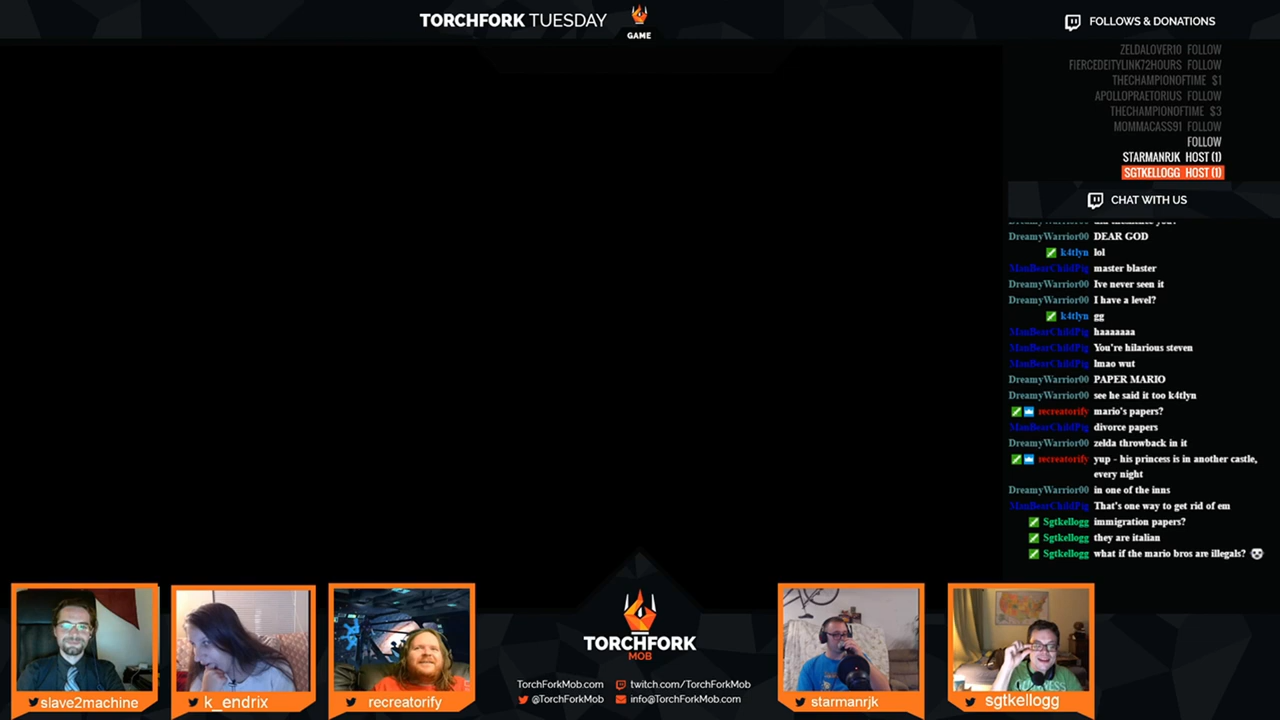 TORCHFORK TUESDAY
GAME
FOLLOWS & DONATIONS
ZELDALOVER10 FOLLOW
FIERCEDEITYLINK72HOURS FOLLOW
THECHAMPIONOFTIME $1
APOLLOPRAETORIUS FOLLOW
THECHAMPIONOFTIME $3
MOMMACASS91 FOLLOW
FOLLOW
STARMANRJK HOST (1)
SGTKELLOGG HOST (1)
CHAT WITH US
DreamyWarrior00 DEAR GOD
k4tlyn lol
ManBearChildPig master blaster
DreamyWarrior00 Ive never seen it
DreamyWarrior00 I have a level?
k4tlyn gg
ManBearChildPig haaaaaaa
ManBearChildPig You're hilarious steven
ManBearChildPig lmao wut
DreamyWarrior00 PAPER MARIO
DreamyWarrior00 see he said it too k4tlyn
recreatorify mario's papers?
ManBearChildPig divorce papers
DreamyWarrior00 zelda throwback in it
recreatorify yup - his princess is in another castle,
every night
DreamyWarrior00 in one of the inns
ManBearChildPig That's one way to get rid of em
Sgtkellogg immigration papers?
Sgtkellogg they are italian
Sgtkellogg what if the mario bros are illegals?
slave2machine
k_endrix
recreatorify
TORCHFORK
MOB
TorchForkMob.com twitch.com/TorchForkMob
@TorchForkMob info@TorchForkMob.com
starmanrjk
sgtkellogg